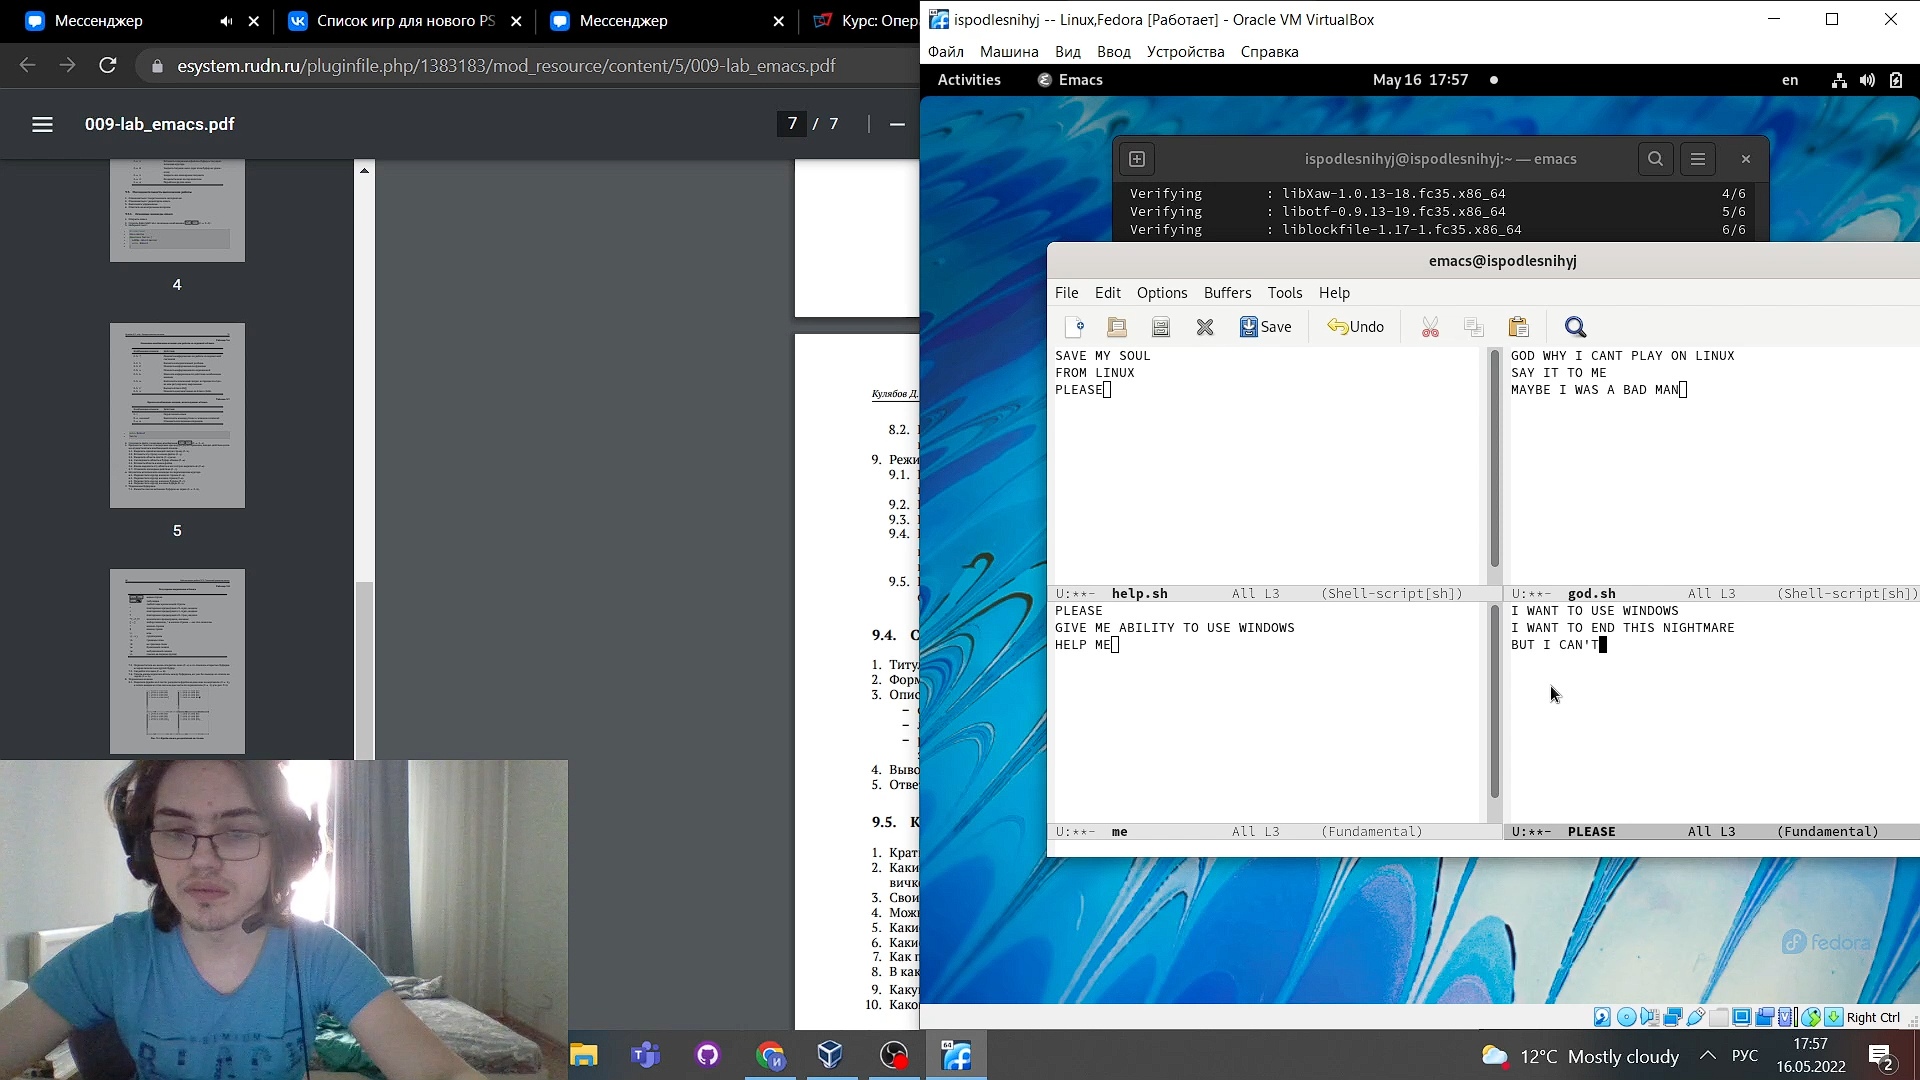 Мессенджер
Список игр для нового PS
Мессенджер
Курс: Опера
esystem.rudn.ru/pluginfile.php/1383183/mod_resource/content/5/009-lab_emacs.pdf
009-lab_emacs.pdf
7 / 7
4
5
Кулябов Д.
8.2.
9. Режи
9.1.
9.2.
9.3.
9.4.
9.5.
9.4. С
1. Титу
2. Форм
3. Опис
4. Выво
5. Отве
9.5. К
1. Крат
2. Каки
вичк
3. Свои
4. Можн
5. Каки
6. Каки
7. Как п
8. В как
9. Каку
10. Како
ispodlesnihyj -- Linux,Fedora [Работает] - Oracle VM VirtualBox
Файл Машина Вид Ввод Устройства Справка
Activities Emacs May 16 17:57 en
ispodlesnihyj@ispodlesnihyj:~ — emacs
Verifying : libXaw-1.0.13-18.fc35.x86_64 4/6
Verifying : libotf-0.9.13-19.fc35.x86_64 5/6
Verifying : liblockfile-1.17-1.fc35.x86_64 6/6
emacs@ispodlesnihyj
File Edit Options Buffers Tools Help
Save Undo
SAVE MY SOUL
FROM LINUX
PLEASE
U:**- help.sh All L3 (Shell-script[sh])
GOD WHY I CANT PLAY ON LINUX
SAY IT TO ME
MAYBE I WAS A BAD MAN
U:**- god.sh All L3 (Shell-script[sh])
PLEASE
GIVE ME ABILITY TO USE WINDOWS
HELP ME
U:**- me All L3 (Fundamental)
I WANT TO USE WINDOWS
I WANT TO END THIS NIGHTMARE
BUT I CAN'T
U:**- PLEASE All L3 (Fundamental)
fedora
Right Ctrl
12°C Mostly cloudy
РУС
17:57
16.05.2022
2